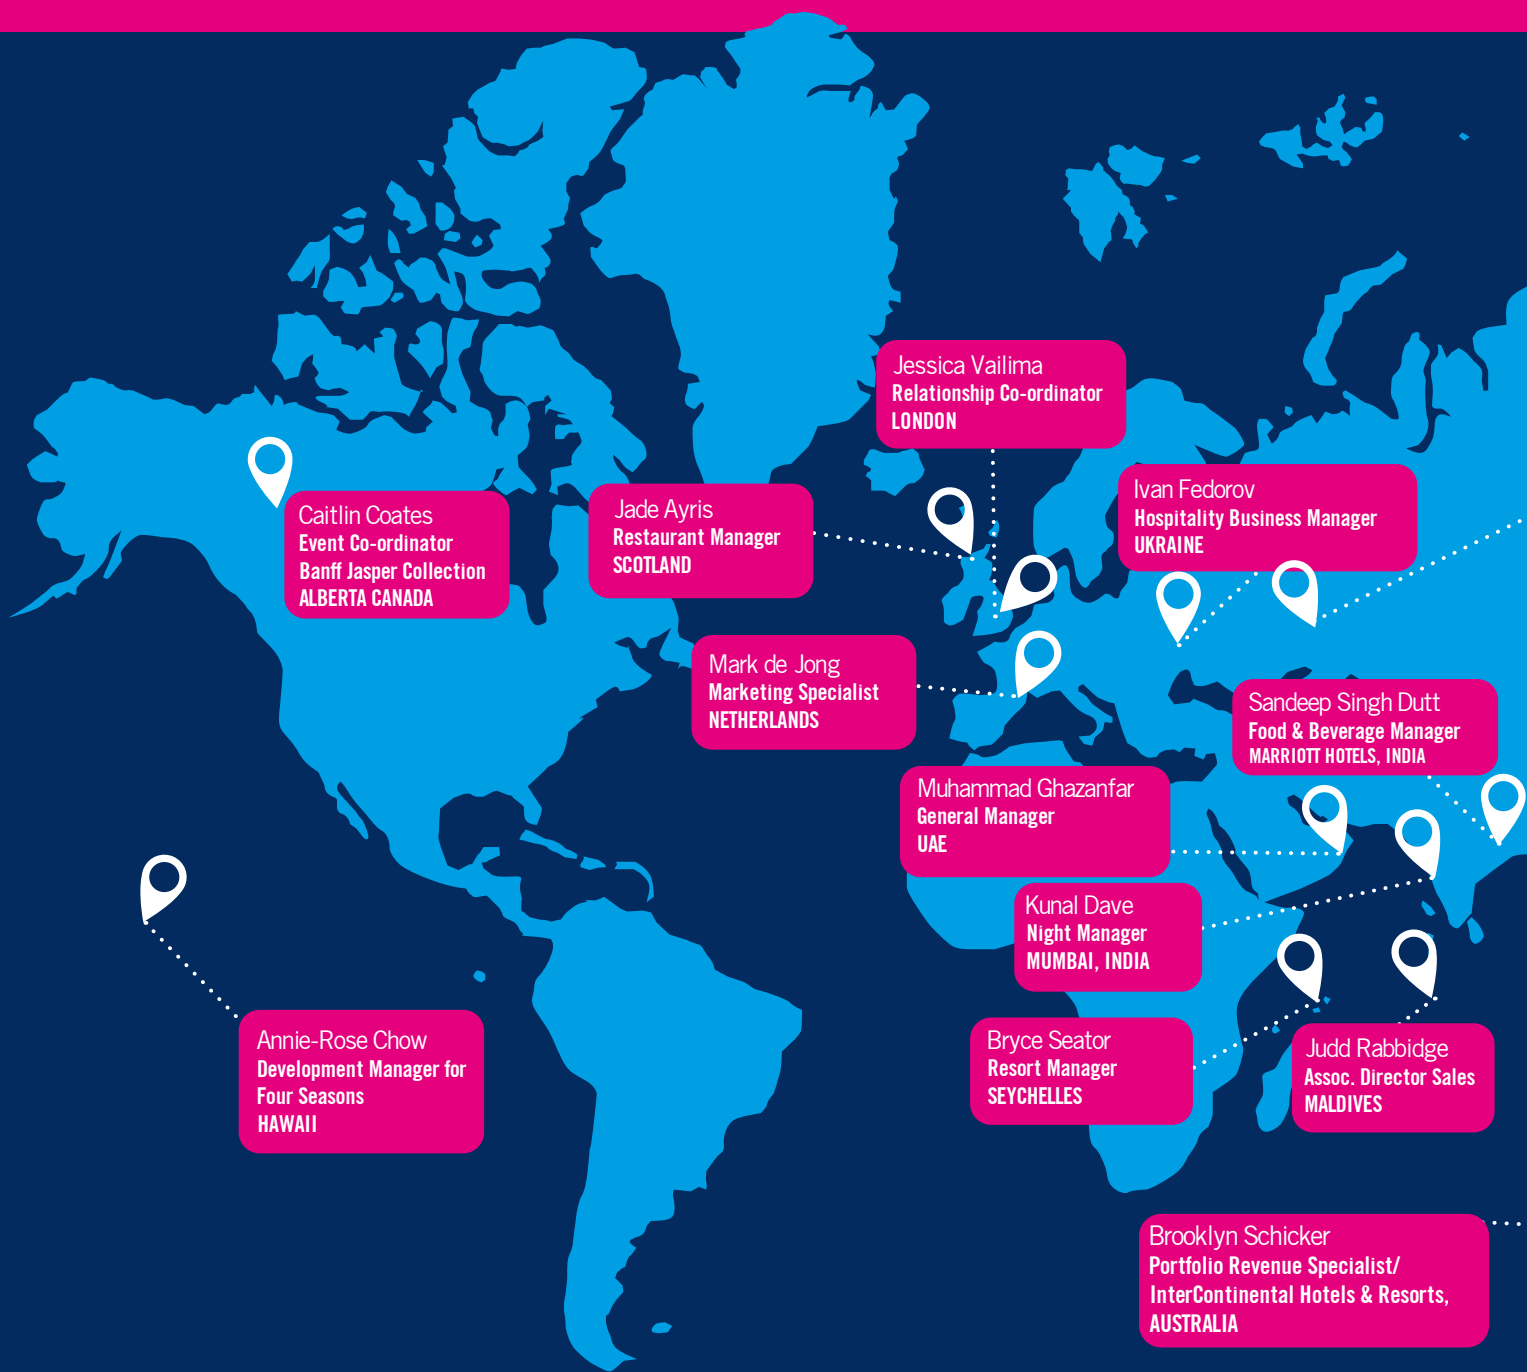 Jessica Vailima
Relationship Co-ordinator
LONDON
Ivan Fedorov
Hospitality Business Manager
UKRAINE
Caitlin Coates
Event Co-ordinator
Banff Jasper Collection
ALBERTA CANADA
Jade Ayris
Restaurant Manager
SCOTLAND
Mark de Jong
Marketing Specialist
NETHERLANDS
Sandeep Singh Dutt
Food & Beverage Manager
MARRIOTT HOTELS, INDIA
Muhammad Ghazanfar
General Manager
UAE
Kunal Dave
Night Manager
MUMBAI, INDIA
Annie-Rose Chow
Development Manager for
Four Seasons
HAWAII
Bryce Seator
Resort Manager
SEYCHELLES
Judd Rabbidge
Assoc. Director Sales
MALDIVES
Brooklyn Schicker
Portfolio Revenue Specialist/
InterContinental Hotels & Resorts,
AUSTRALIA